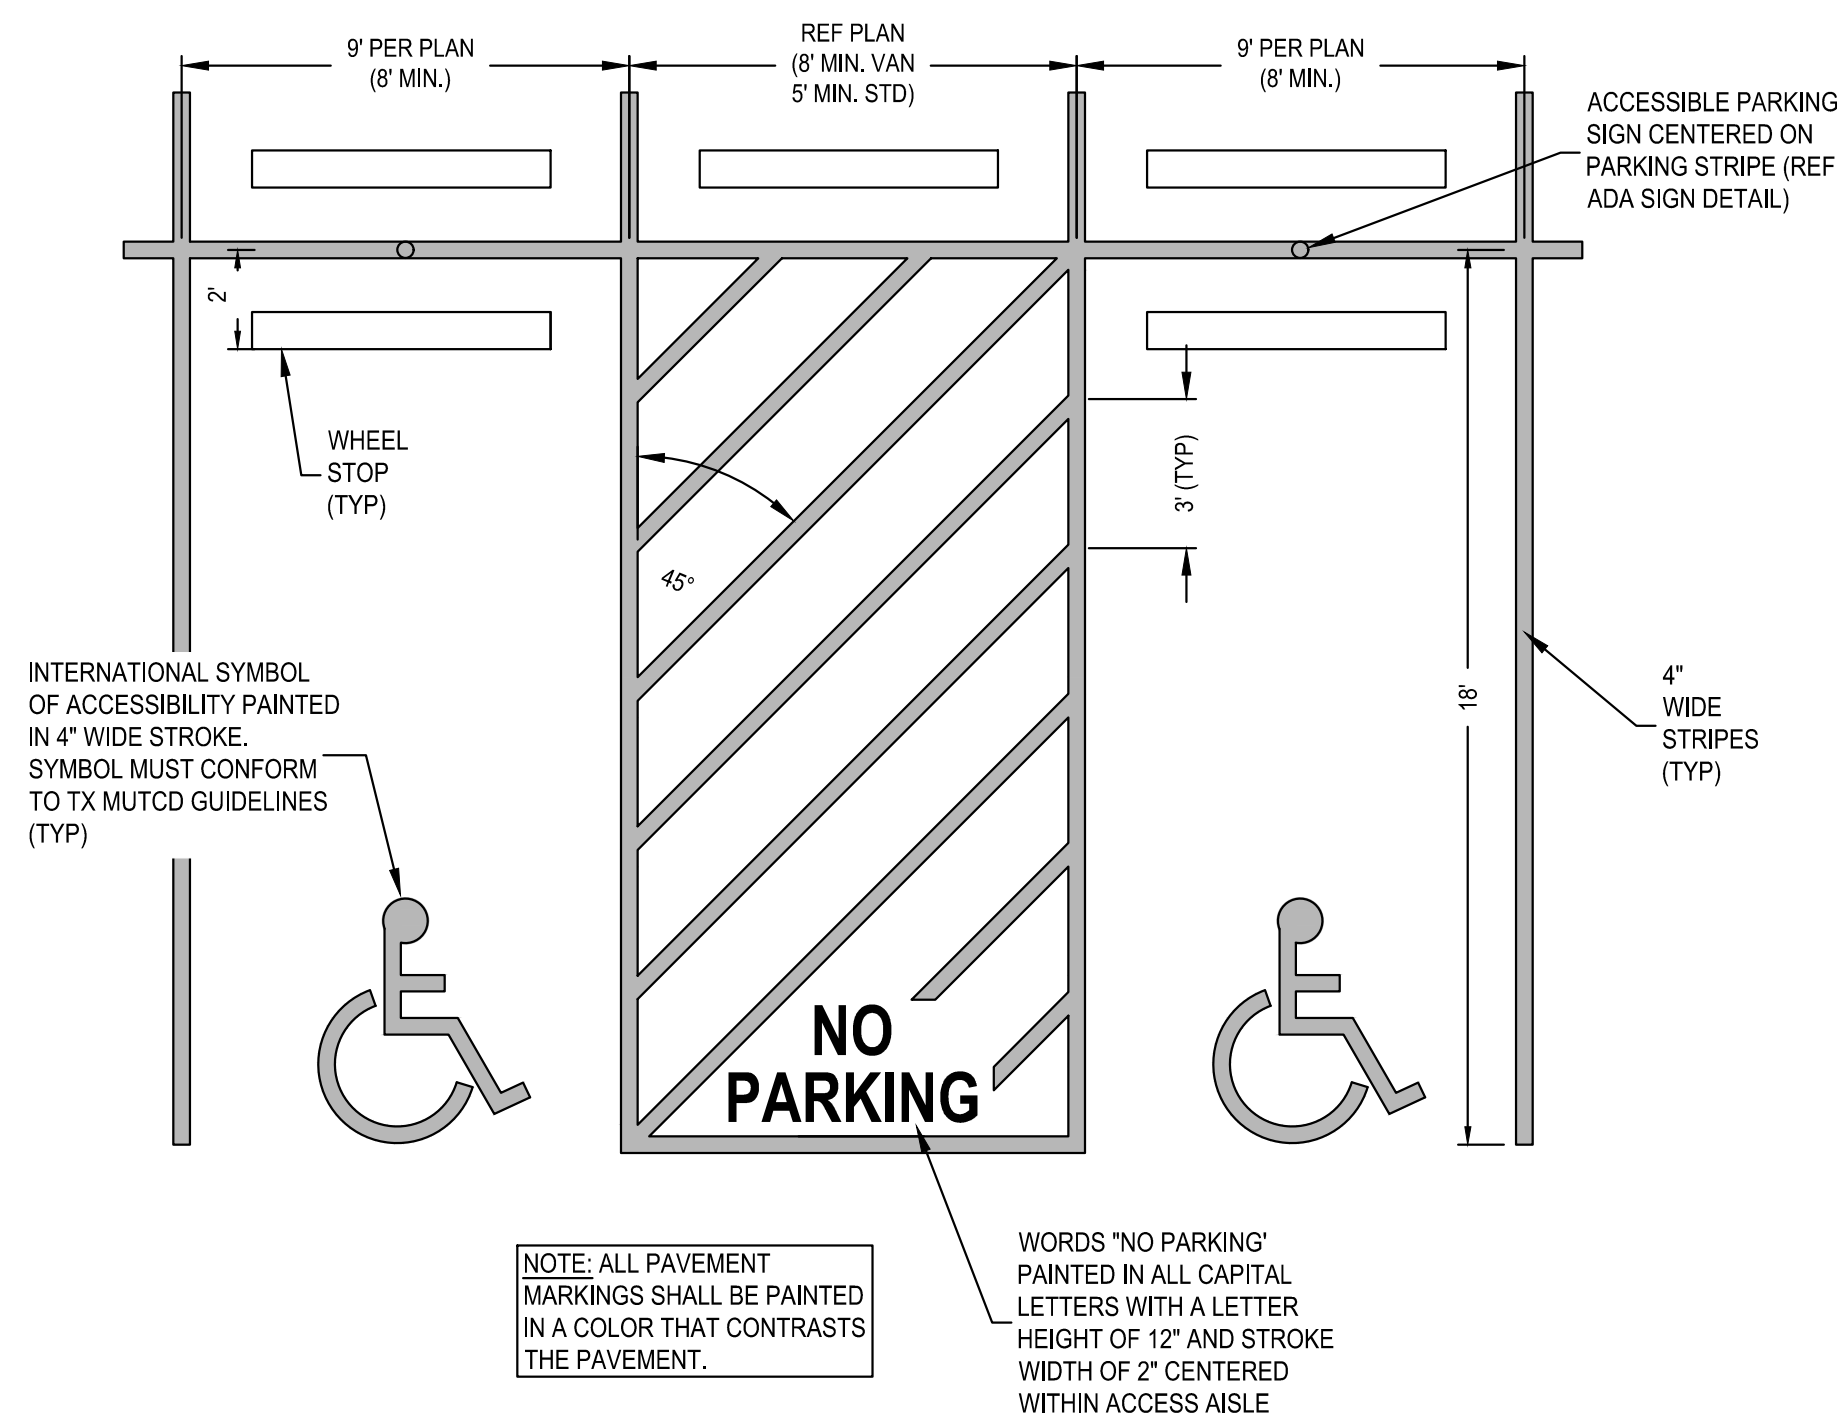 9' PER PLAN
(8' MIN.)
REF PLAN
(8' MIN. VAN
5' MIN. STD)
9' PER PLAN
(8' MIN.)
ACCESSIBLE PARKING
SIGN CENTERED ON
PARKING STRIPE (REF
ADA SIGN DETAIL)
2'
WHEEL
STOP
(TYP)
3' (TYP)
45°
INTERNATIONAL SYMBOL
OF ACCESSIBILITY PAINTED
IN 4" WIDE STROKE.
SYMBOL MUST CONFORM
TO TX MUTCD GUIDELINES
(TYP)
18'
4"
WIDE
STRIPES
(TYP)
NO
PARKING
NOTE: ALL PAVEMENT
MARKINGS SHALL BE PAINTED
IN A COLOR THAT CONTRASTS
THE PAVEMENT.
WORDS "NO PARKING'
PAINTED IN ALL CAPITAL
LETTERS WITH A LETTER
HEIGHT OF 12" AND STROKE
WIDTH OF 2" CENTERED
WITHIN ACCESS AISLE